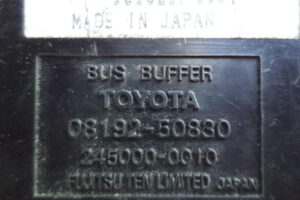 MADE IN JAPAN
BUS BUFFER
TOYOTA
08192-50830
245000-0010
FUJITSU TEN LIMITED JAPAN